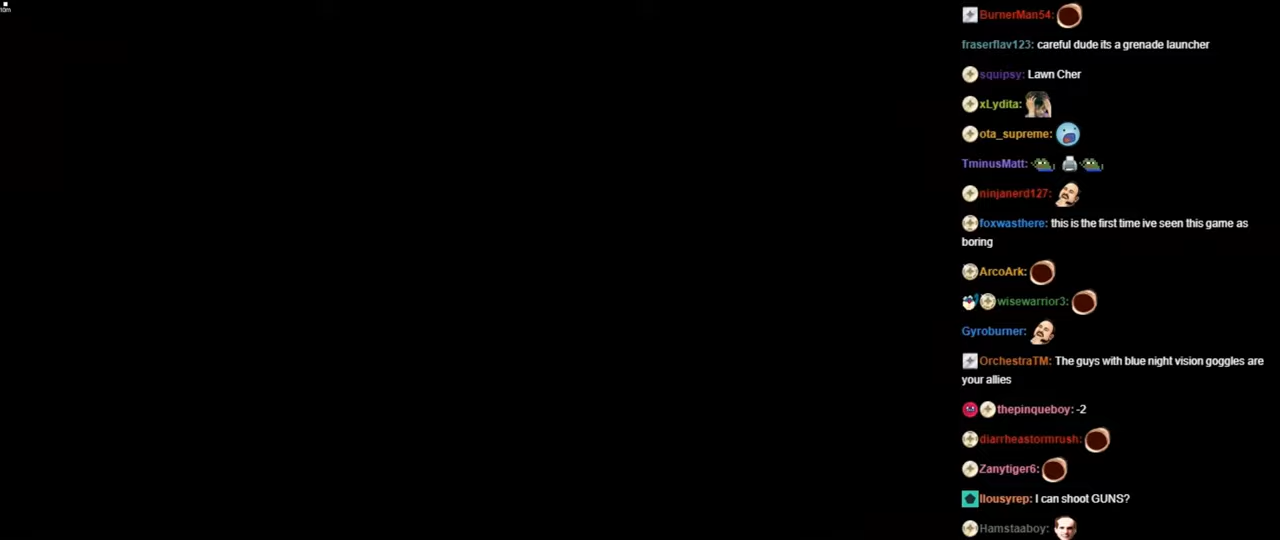 BurnerMan54:
fraserflav123: careful dude its a grenade launcher
squipsy: Lawn Cher
xLydita:
ota_supreme:
TminusMatt:
ninjanerd127:
foxwasthere: this is the first time ive seen this game as
boring
ArcoArk:
wisewarrior3:
Gyroburner:
OrchestraTM: The guys with blue night vision goggles are
your allies
thepinqueboy: -2
diarrheastormrush:
Zanytiger6:
llousyrep: I can shoot GUNS?
Hamstaaboy: